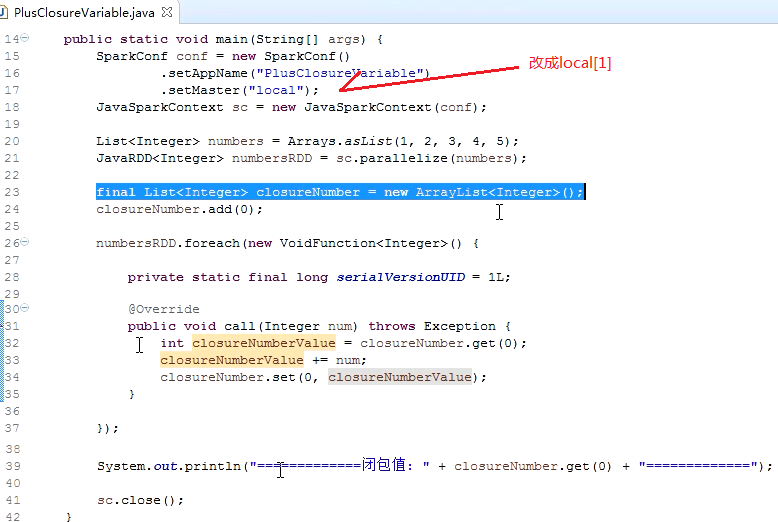 PlusClosureVariable.java
14 public static void main(String[] args) {
15 SparkConf conf = new SparkConf()
16 .setAppName("PlusClosureVariable")
17 .setMaster("local");
改成local[1]
18 JavaSparkContext sc = new JavaSparkContext(conf);
19
20 List<Integer> numbers = Arrays.asList(1, 2, 3, 4, 5);
21 JavaRDD<Integer> numbersRDD = sc.parallelize(numbers);
22
23 final List<Integer> closureNumber = new ArrayList<Integer>();
24 closureNumber.add(0);
25
26 numbersRDD.foreach(new VoidFunction<Integer>() {
27
28 private static final long serialVersionUID = 1L;
29
30 @Override
31 public void call(Integer num) throws Exception {
32 int closureNumberValue = closureNumber.get(0);
33 closureNumberValue += num;
34 closureNumber.set(0, closureNumberValue);
35 }
36
37 });
38
39 System.out.println("=============闭包值: " + closureNumber.get(0) + "=============");
40
41 sc.close();
42 }